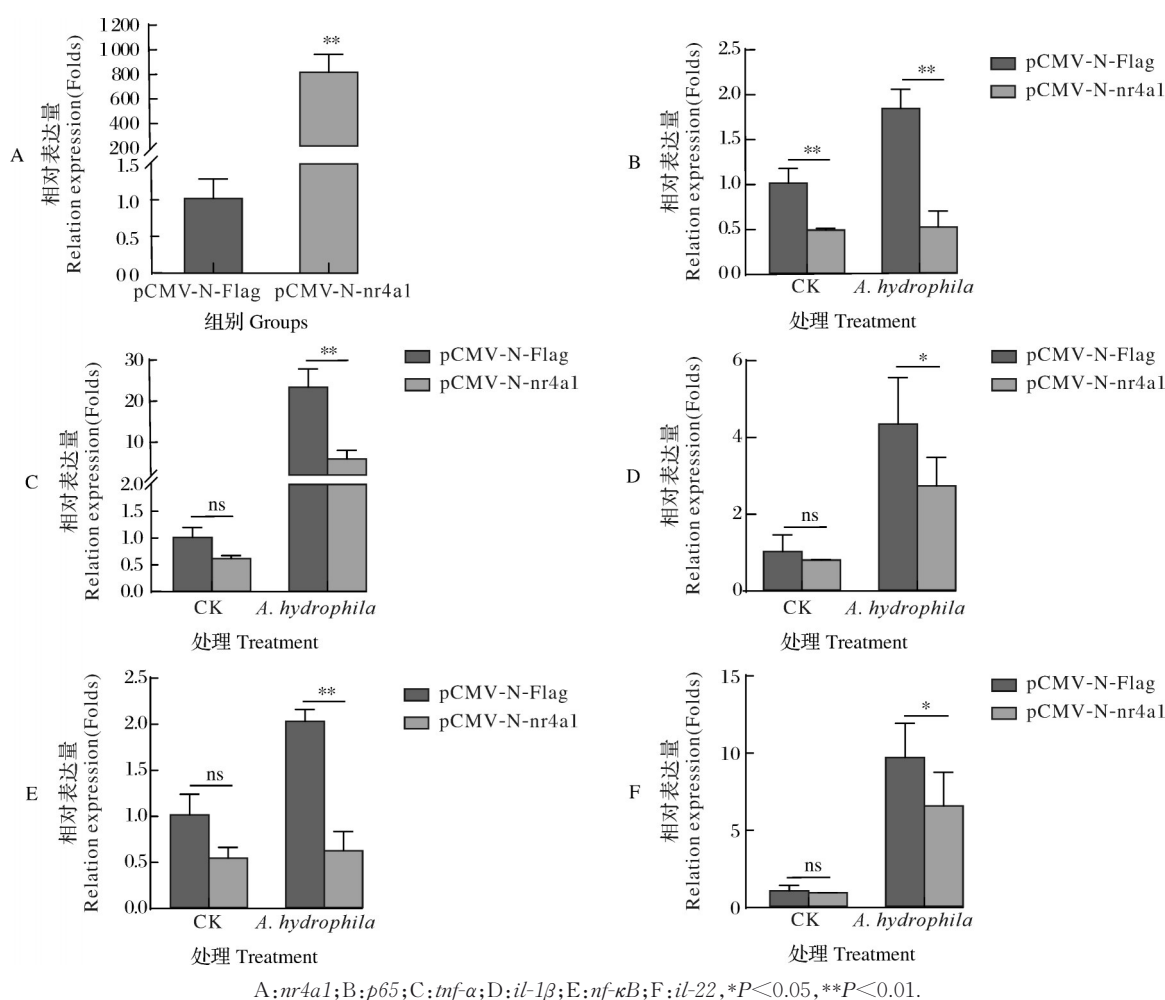 A
相对表达量
Relation expression(Folds)
1 200
1 000
800
600
400
200
1.5
1.0
0.5
0.0
**
pCMV-N-Flag
pCMV-N-nr4a1
组别 Groups
B
相对表达量
Relation expression(Folds)
2.5
2.0
1.5
1.0
0.5
0.0
**
**
CK
A. hydrophila
处理 Treatment
pCMV-N-Flag
pCMV-N-nr4a1
C
相对表达量
Relation expression(Folds)
30
20
10
2.0
1.5
1.0
0.5
0.0
ns
**
CK
A. hydrophila
处理 Treatment
pCMV-N-Flag
pCMV-N-nr4a1
D
相对表达量
Relation expression(Folds)
6
4
2
0
ns
*
CK
A. hydrophila
处理 Treatment
pCMV-N-Flag
pCMV-N-nr4a1
E
相对表达量
Relation expression(Folds)
2.5
2.0
1.5
1.0
0.5
0.0
ns
**
CK
A. hydrophila
处理 Treatment
pCMV-N-Flag
pCMV-N-nr4a1
F
相对表达量
Relation expression(Folds)
15
10
5
0
ns
*
CK
A. hydrophila
处理 Treatment
pCMV-N-Flag
pCMV-N-nr4a1
A:nr4a1;B:p65;C:tnf-α;D:il-1β;E:nf-κB;F:il-22,*P<0.05,**P<0.01.